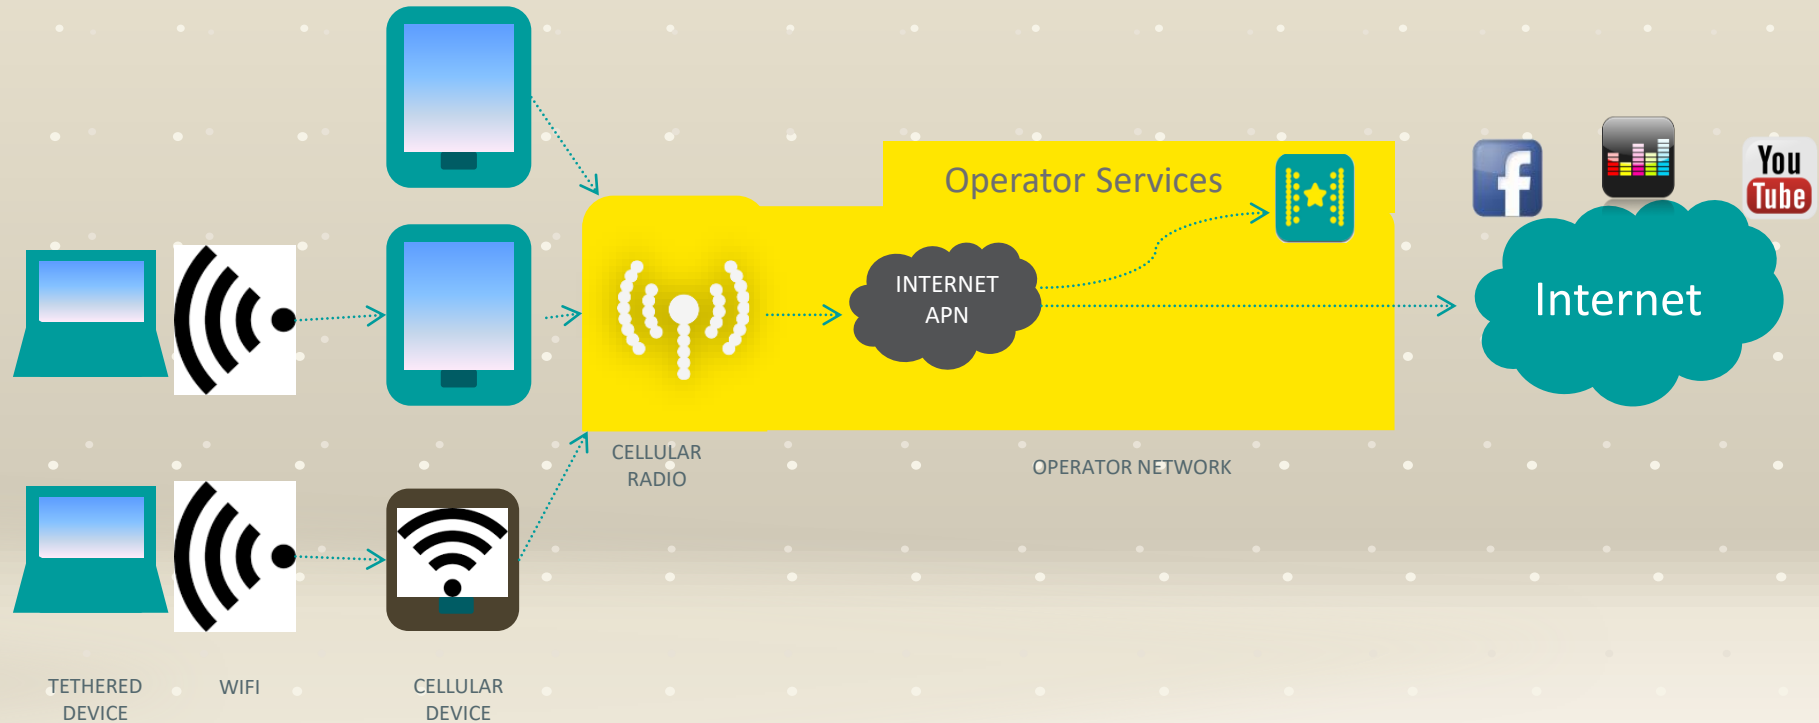 Operator Services
You
Tube
f
INTERNET
APN
Internet
CELLULAR
RADIO
OPERATOR NETWORK
TETHERED
DEVICE
WIFI
CELLULAR
DEVICE